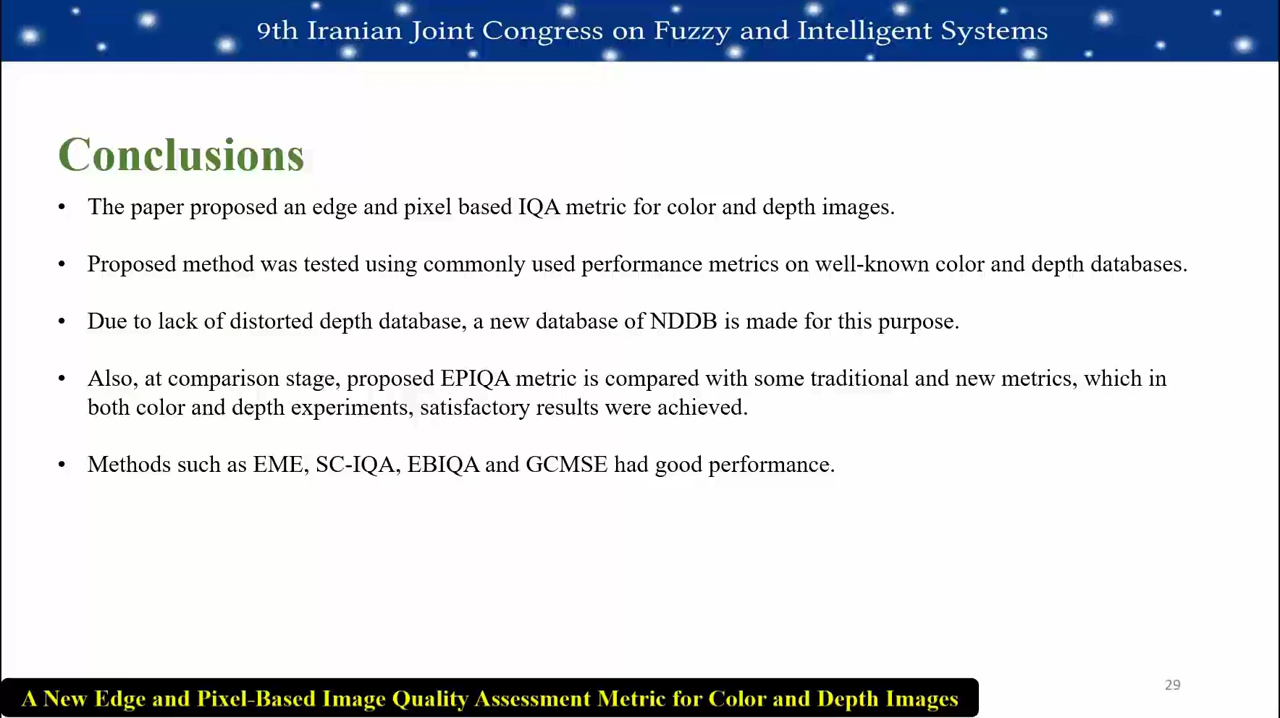 9th Iranian Joint Congress on Fuzzy and Intelligent Systems
Conclusions
• The paper proposed an edge and pixel based IQA metric for color and depth images.
• Proposed method was tested using commonly used performance metrics on well-known color and depth databases.
• Due to lack of distorted depth database, a new database of NDDB is made for this purpose.
• Also, at comparison stage, proposed EPIQA metric is compared with some traditional and new metrics, which in
both color and depth experiments, satisfactory results were achieved.
• Methods such as EME, SC-IQA, EBIQA and GCMSE had good performance.
29
A New Edge and Pixel-Based Image Quality Assessment Metric for Color and Depth Images